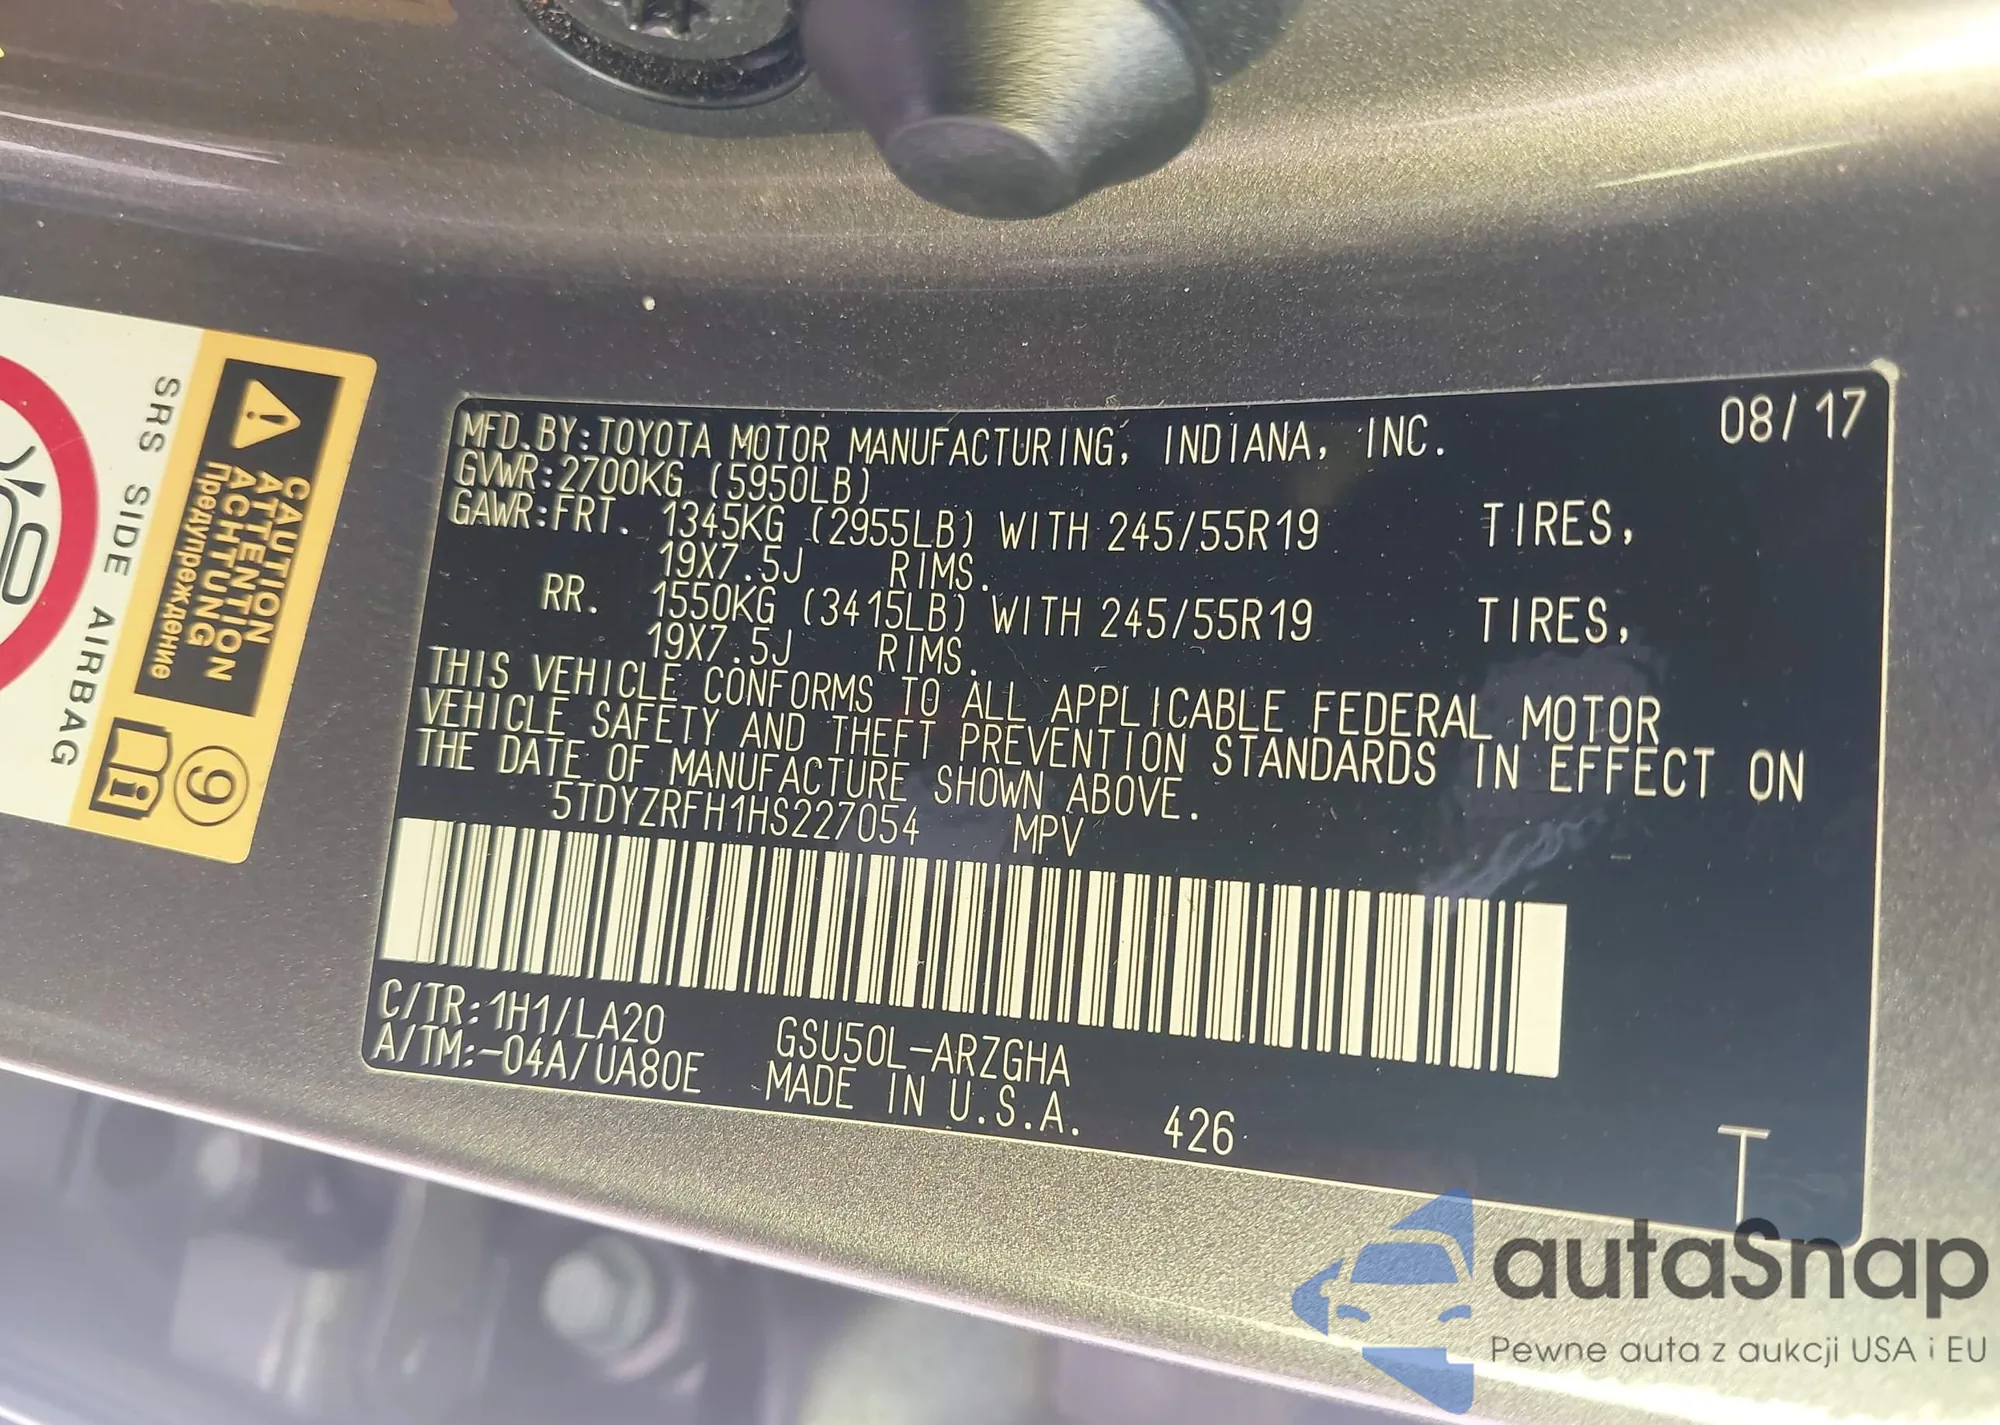 MFD.BY:TOYOTA MOTOR MANUFACTURING, INDIANA, INC. 08/17
GVWR:2700KG (5950LB)
GAWR:FRT. 1345KG (2955LB) WITH 245/55R19 TIRES,
19X7.5J RIMS.
RR. 1550KG (3415LB) WITH 245/55R19 TIRES,
19X7.5J RIMS.
THIS VEHICLE CONFORMS TO ALL APPLICABLE FEDERAL MOTOR
VEHICLE SAFETY AND THEFT PREVENTION STANDARDS IN EFFECT ON
THE DATE OF MANUFACTURE SHOWN ABOVE.
5TDYZRFH1HS227054 MPV
C/TR:1H1/LA20 GSU50L-ARZGHA
A/TM:-04A/UA80E MADE IN U.S.A. 426
T
CAUTION
ATTENTION
ACHTUNG
Предупреждение
SRS SIDE AIRBAG
9
i
autaSnap
Pewne auta z aukcji USA i EU